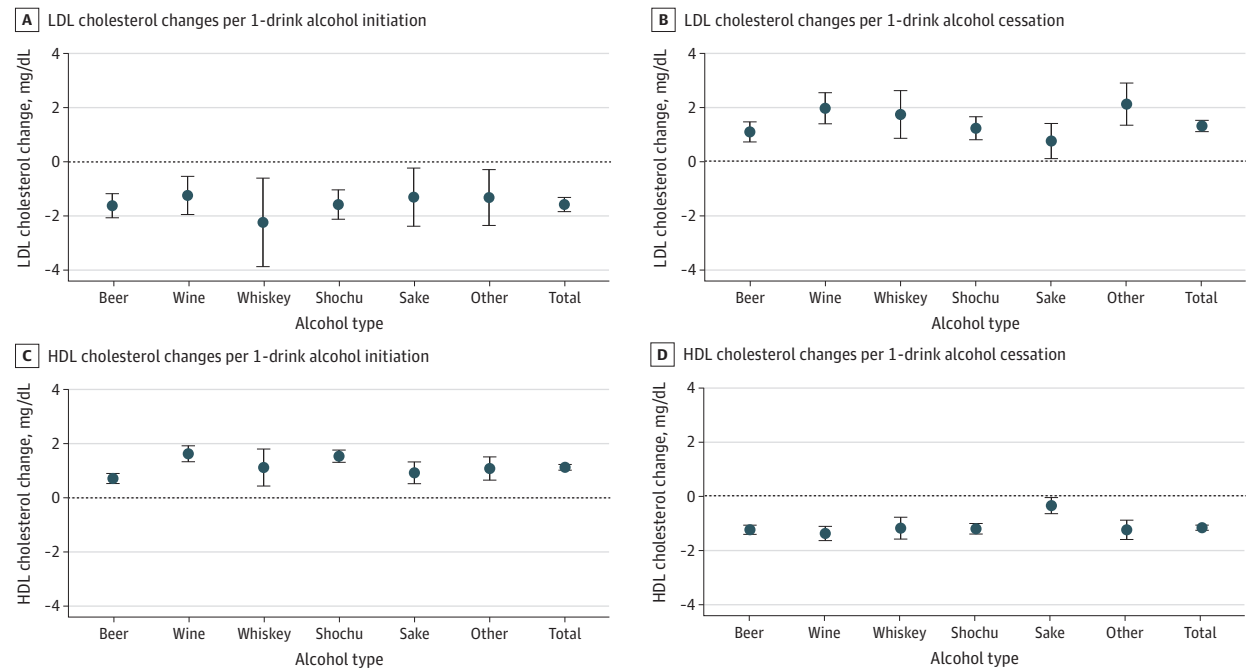 A LDL cholesterol changes per 1-drink alcohol initiation
LDL cholesterol change, mg/dL
4
2
0
-2
-4
Beer Wine Whiskey Shochu Sake Other Total
Alcohol type
B LDL cholesterol changes per 1-drink alcohol cessation
LDL cholesterol change, mg/dL
4
2
0
-2
-4
Beer Wine Whiskey Shochu Sake Other Total
Alcohol type
C HDL cholesterol changes per 1-drink alcohol initiation
HDL cholesterol change, mg/dL
4
2
0
-2
-4
Beer Wine Whiskey Shochu Sake Other Total
Alcohol type
D HDL cholesterol changes per 1-drink alcohol cessation
HDL cholesterol change, mg/dL
4
2
0
-2
-4
Beer Wine Whiskey Shochu Sake Other Total
Alcohol type